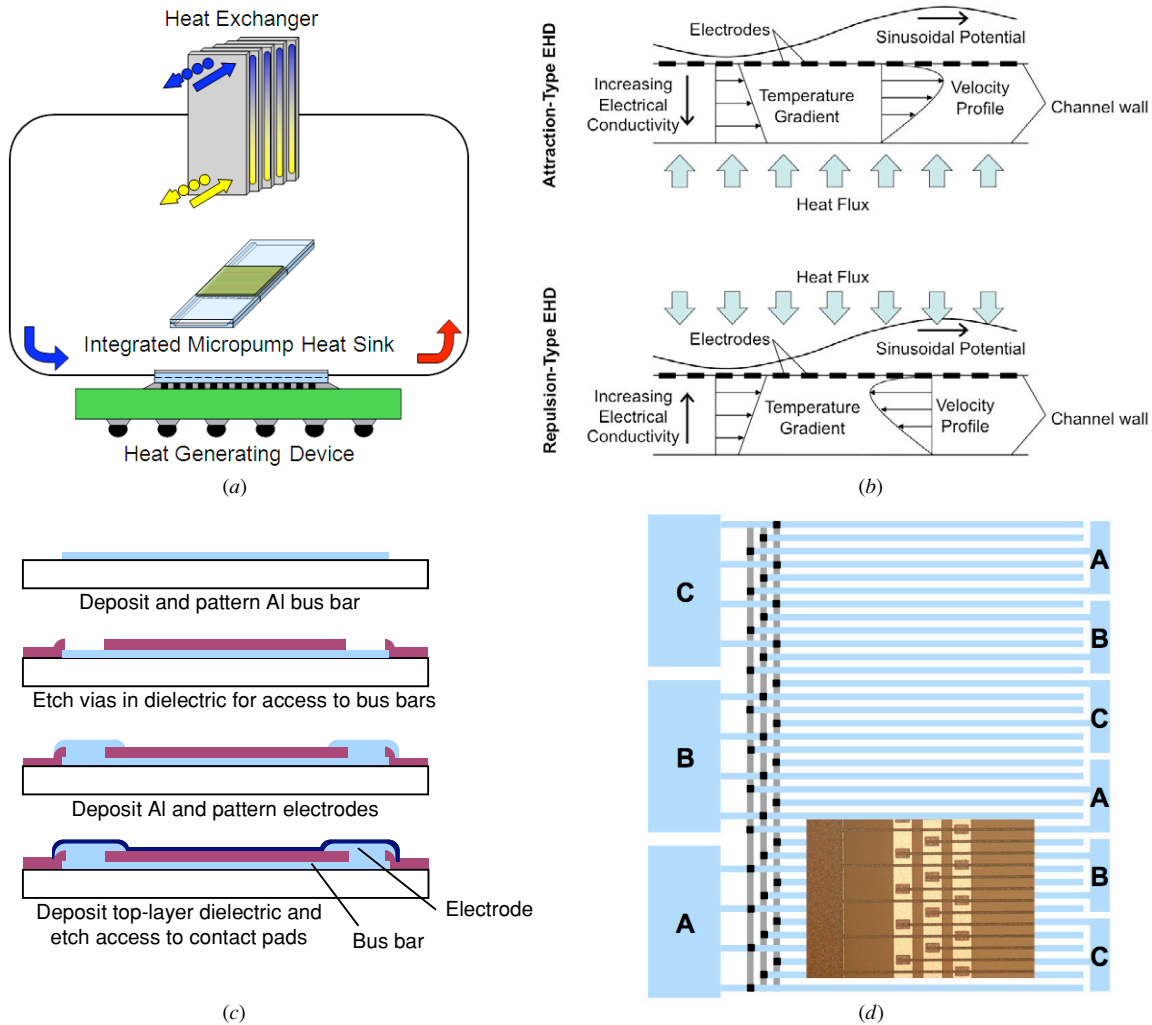 Heat Exchanger
Integrated Micropump Heat Sink
Heat Generating Device
(a)
Attraction-Type EHD
Electrodes
Sinusoidal Potential
Increasing
Electrical
Conductivity
Temperature
Gradient
Velocity
Profile
Channel wall
Heat Flux
Repulsion-Type EHD
Heat Flux
Electrodes
Sinusoidal Potential
Increasing
Electrical
Conductivity
Temperature
Gradient
Velocity
Profile
Channel wall
(b)
Deposit and pattern Al bus bar
Etch vias in dielectric for access to bus bars
Deposit Al and pattern electrodes
Deposit top-layer dielectric and
etch access to contact pads
Electrode
Bus bar
(c)
C
B
A
A
B
C
A
B
C
(d)